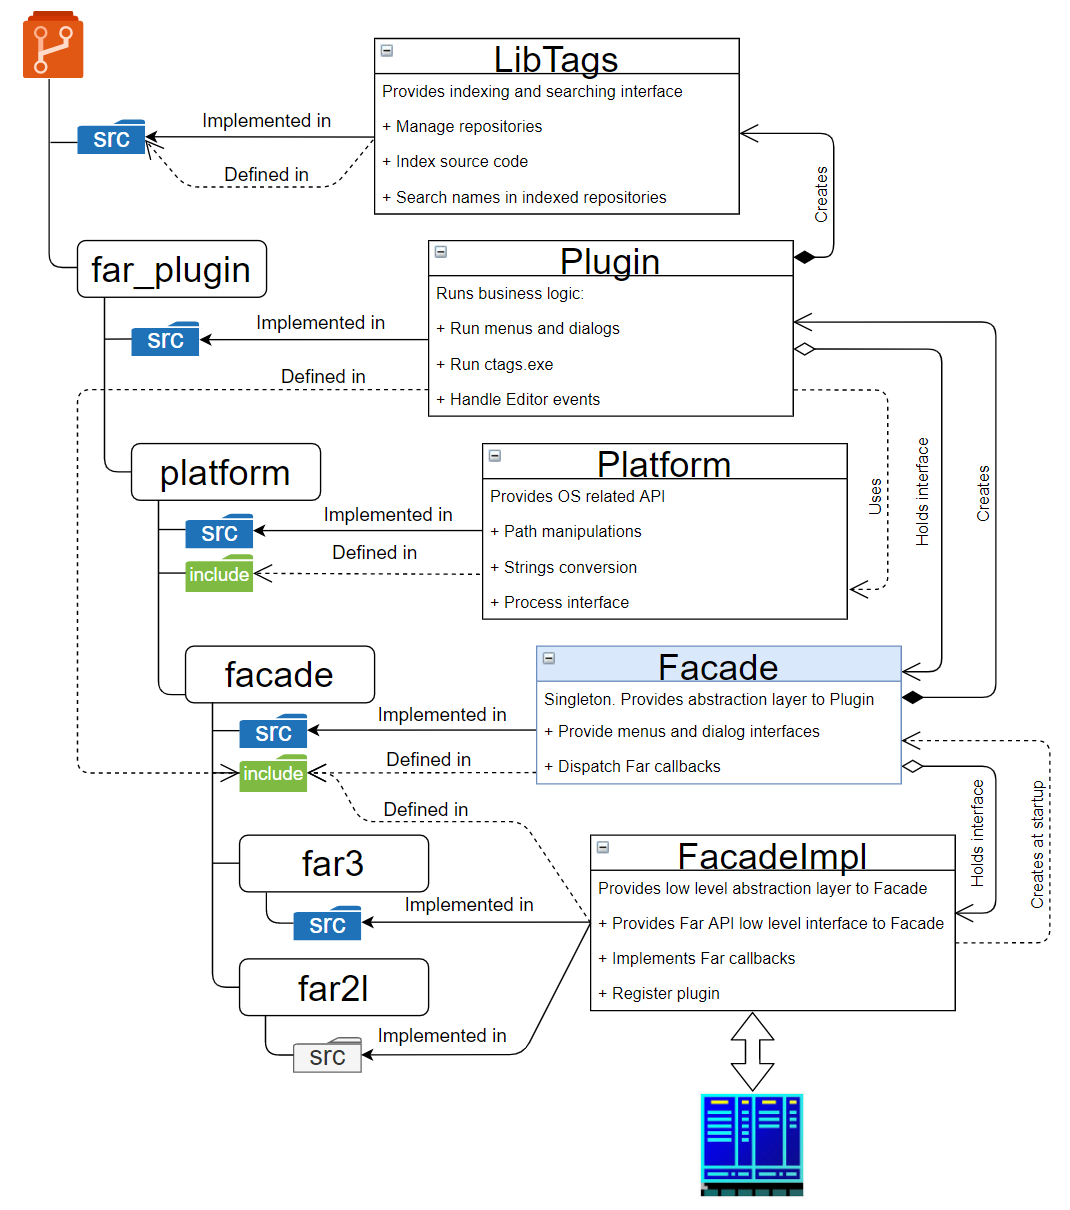 LibTags
Provides indexing and searching interface
+ Manage repositories
+ Index source code
+ Search names in indexed repositories
Implemented in
src
Defined in
Creates
far_plugin
Plugin
Runs business logic:
+ Run menus and dialogs
+ Run ctags.exe
+ Handle Editor events
Implemented in
src
Defined in
Uses
Holds interface
Creates
platform
Platform
Provides OS related API
+ Path manipulations
+ Strings conversion
+ Process interface
Implemented in
src
Defined in
include
facade
Facade
Singleton. Provides abstraction layer to Plugin
+ Provide menus and dialog interfaces
+ Dispatch Far callbacks
Implemented in
src
Defined in
include
Defined in
Holds interface
Creates at startup
far3
FacadeImpl
Provides low level abstraction layer to Facade
+ Provides Far API low level interface to Facade
+ Implements Far callbacks
+ Register plugin
Implemented in
src
far2l
Implemented in
src